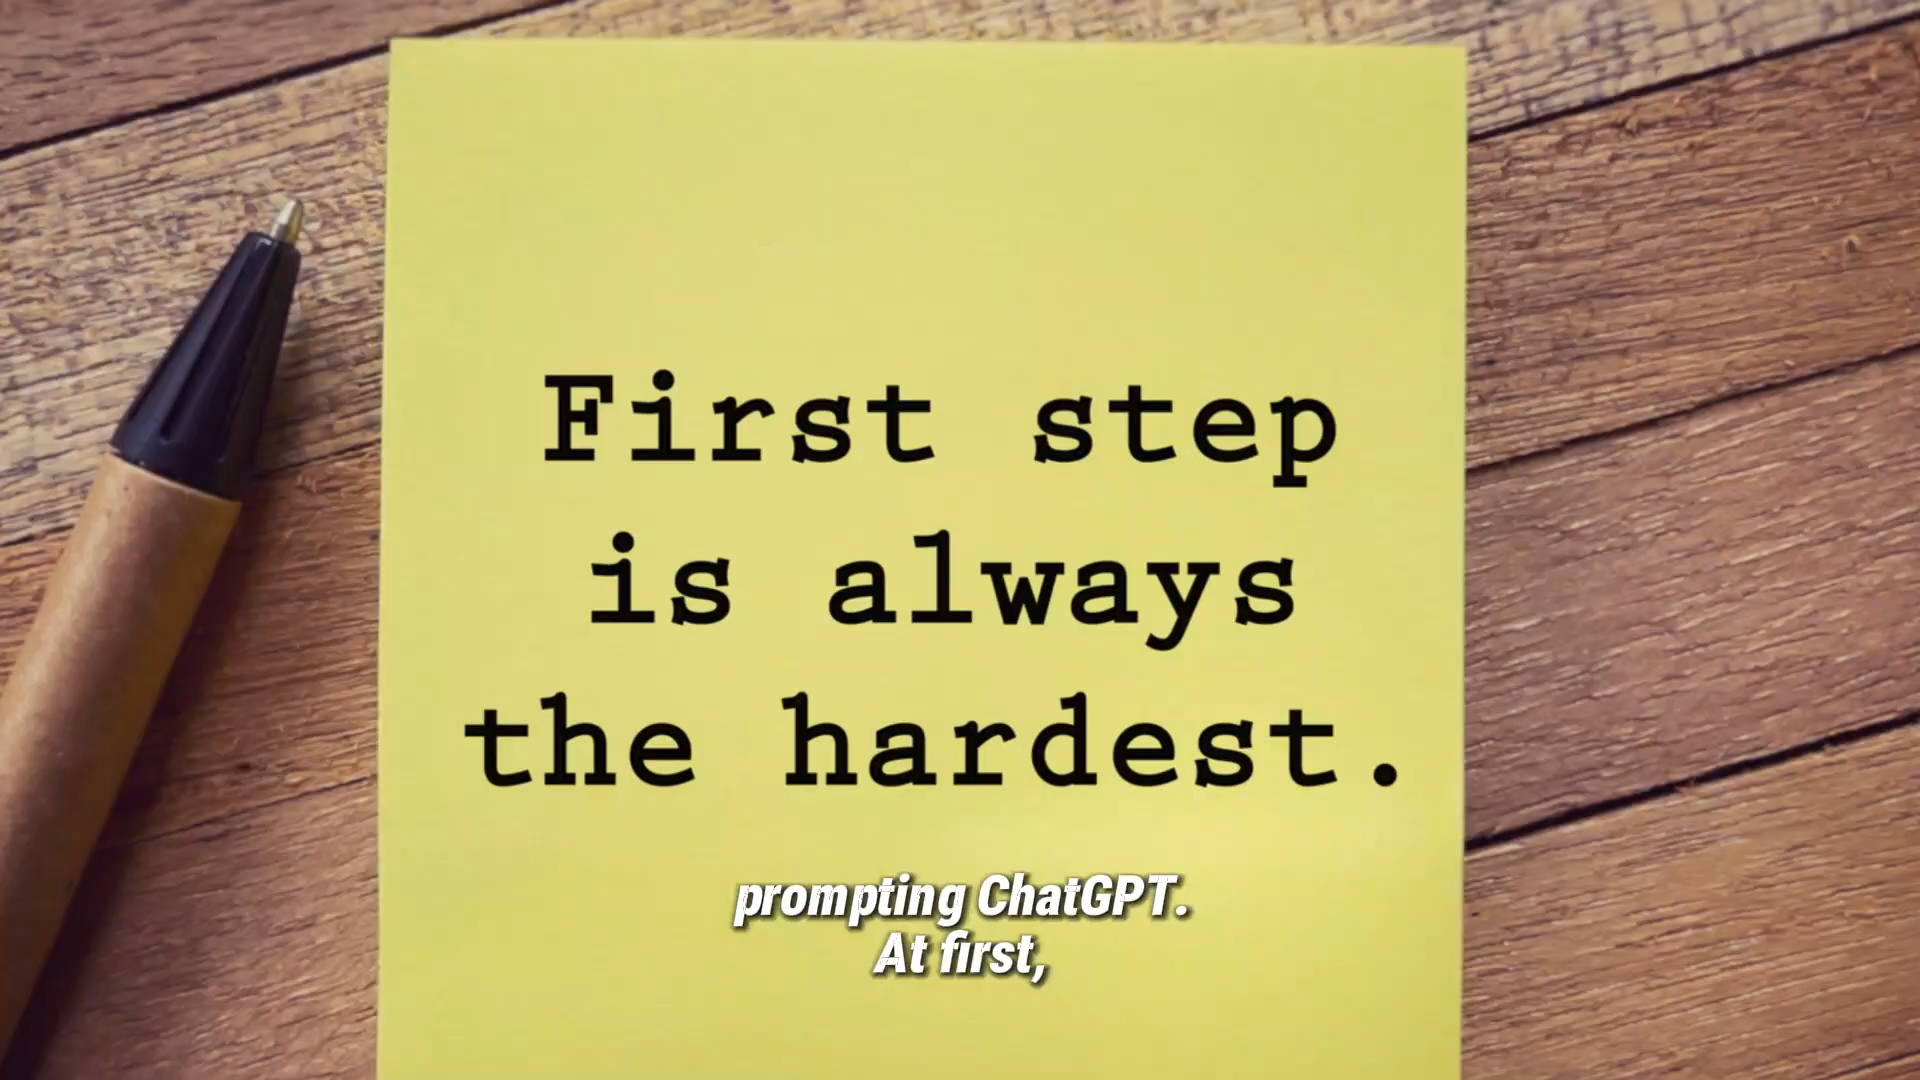 First step
is always
the hardest.
prompting ChatGPT.
At first,